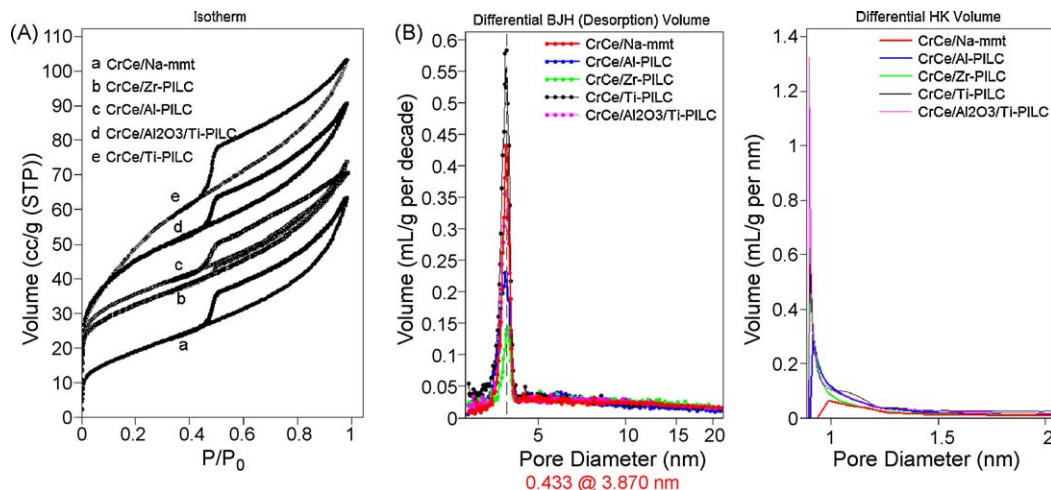 (A)
Isotherm
Volume (cc/g (STP))
110
100
90
80
70
60
50
40
30
20
10
0
a CrCe/Na-mmt
b CrCe/Zr-PILC
c CrCe/Al-PILC
d CrCe/Al2O3/Ti-PILC
e CrCe/Ti-PILC
e
d
c
b
a
0 0.2 0.4 0.6 0.8 1
P/P0
(B)
Differential BJH (Desorption) Volume
Volume (mL/g per decade)
0.6
0.55
0.5
0.45
0.4
0.35
0.3
0.25
0.2
0.15
0.1
0.05
0
CrCe/Na-mmt
CrCe/Al-PILC
CrCe/Zr-PILC
CrCe/Ti-PILC
CrCe/Al2O3/Ti-PILC
5 10 15 20
Pore Diameter (nm)
0.433 @ 3.870 nm
Differential HK Volume
Volume (mL/g per nm)
1.4
1.2
1
0.8
0.6
0.4
0.2
0
CrCe/Na-mmt
CrCe/Al-PILC
CrCe/Zr-PILC
CrCe/Ti-PILC
CrCe/Al2O3/Ti-PILC
1 1.5 2
Pore Diameter (nm)